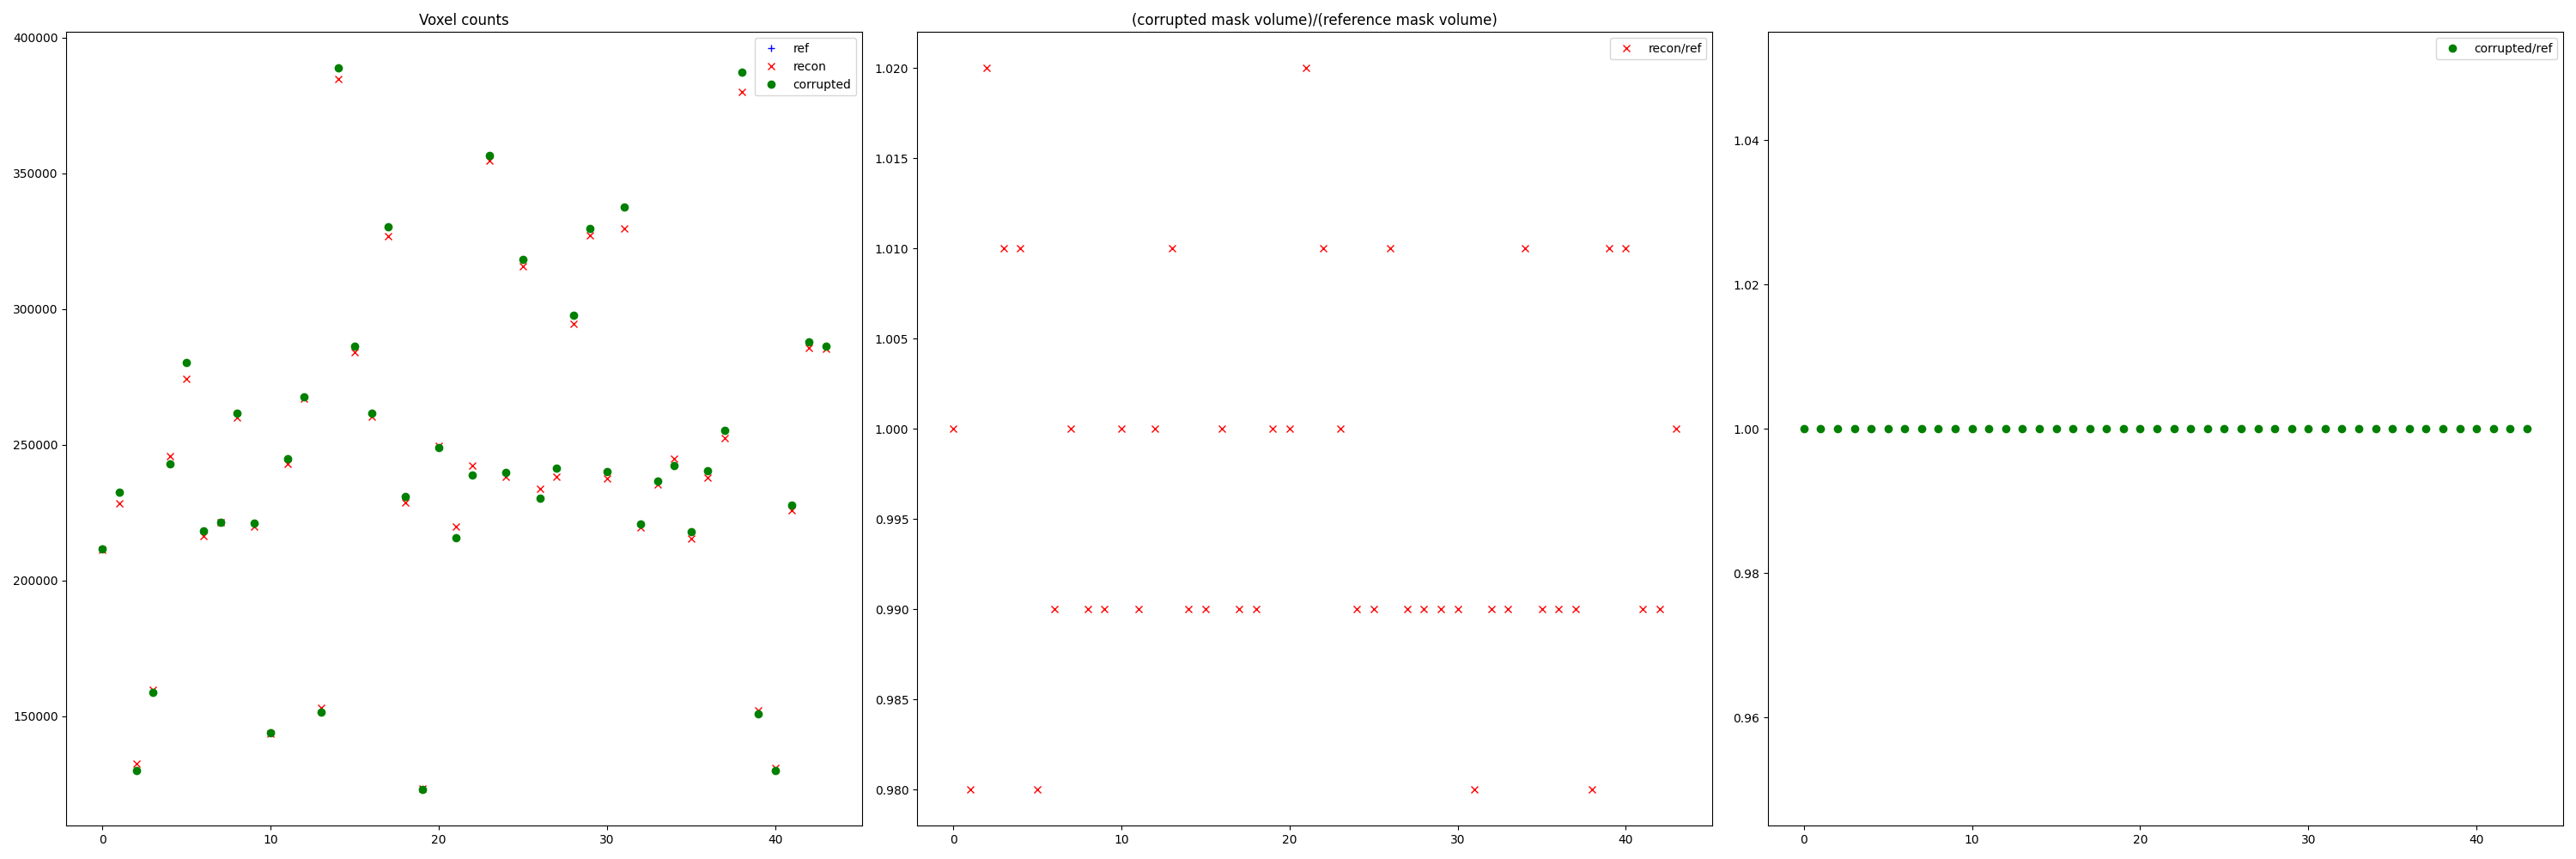 Voxel counts
400000
350000
300000
250000
200000
150000
0 10 20 30 40
ref
recon
corrupted
(corrupted mask volume)/(reference mask volume)
1.020
1.015
1.010
1.005
1.000
0.995
0.990
0.985
0.980
0 10 20 30 40
recon/ref
1.04
1.02
1.00
0.98
0.96
0 10 20 30 40
corrupted/ref